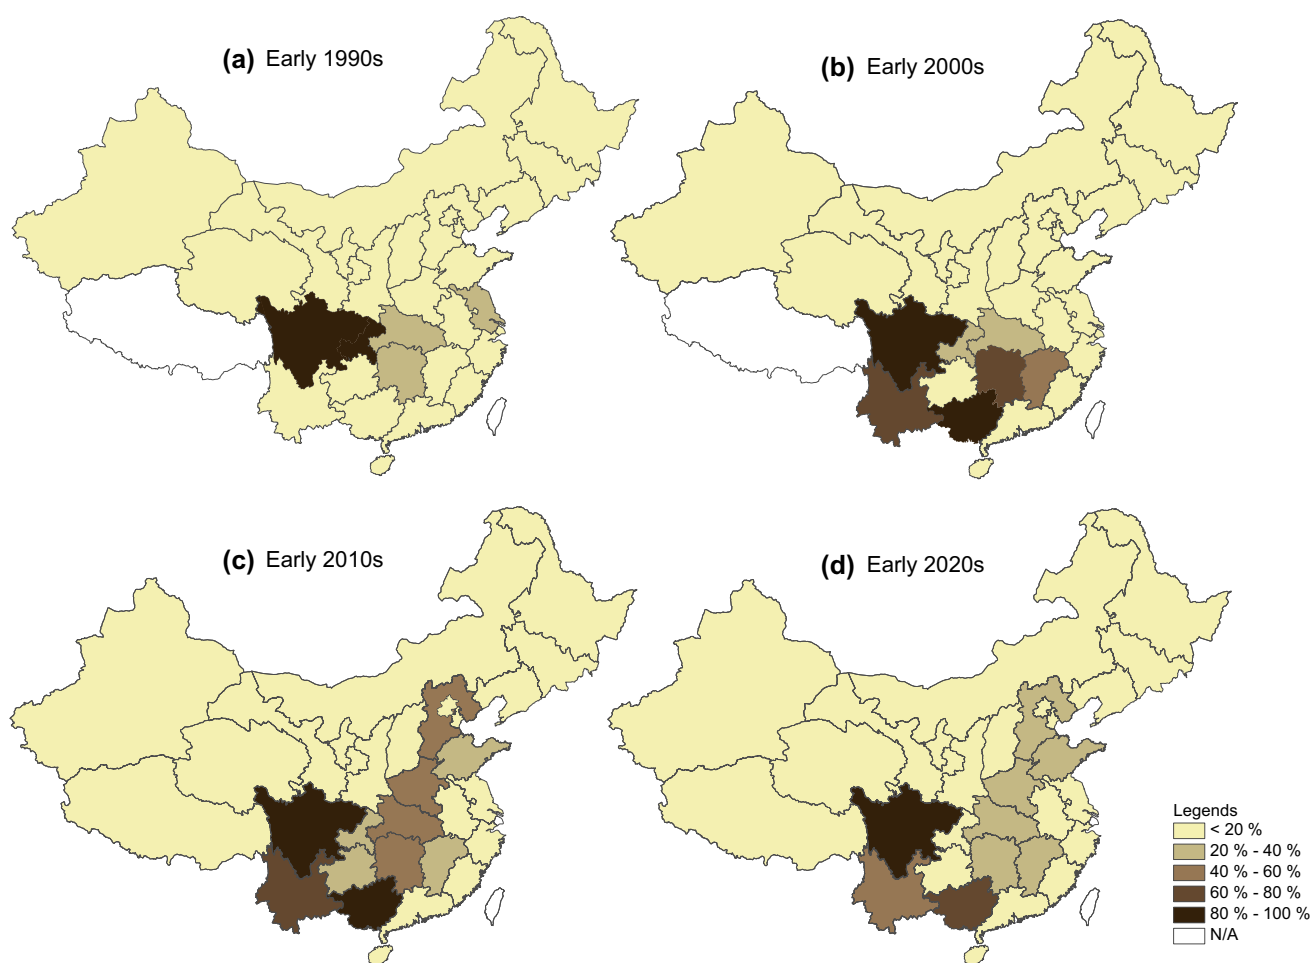 (a) Early 1990s
(b) Early 2000s
(c) Early 2010s
(d) Early 2020s
Legends
< 20 %
20 % - 40 %
40 % - 60 %
60 % - 80 %
80 % - 100 %
N/A